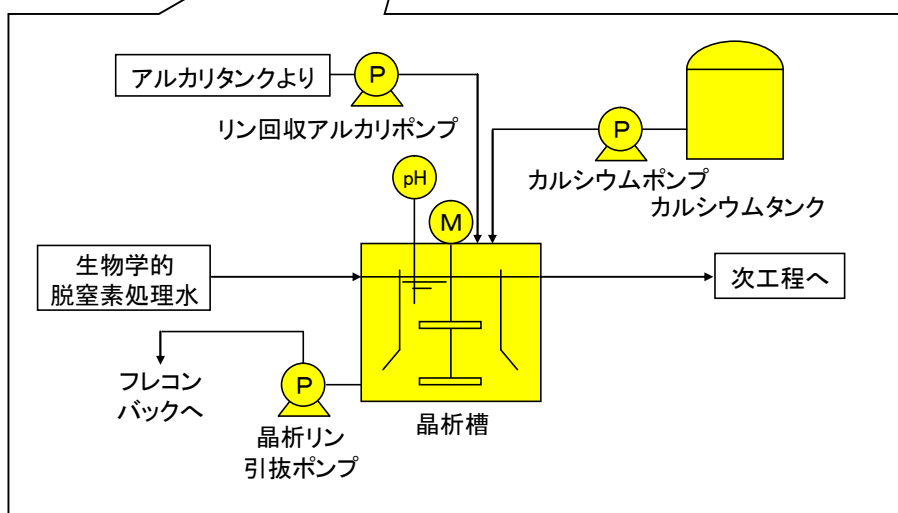 アルカリタンクより
P
リン回収アルカリポンプ
P
カルシウムポンプ
カルシウムタンク
pH
M
生物学的
脱窒素処理水
次工程へ
フレコン
バックへ
P
晶析リン
引抜ポンプ
晶析槽